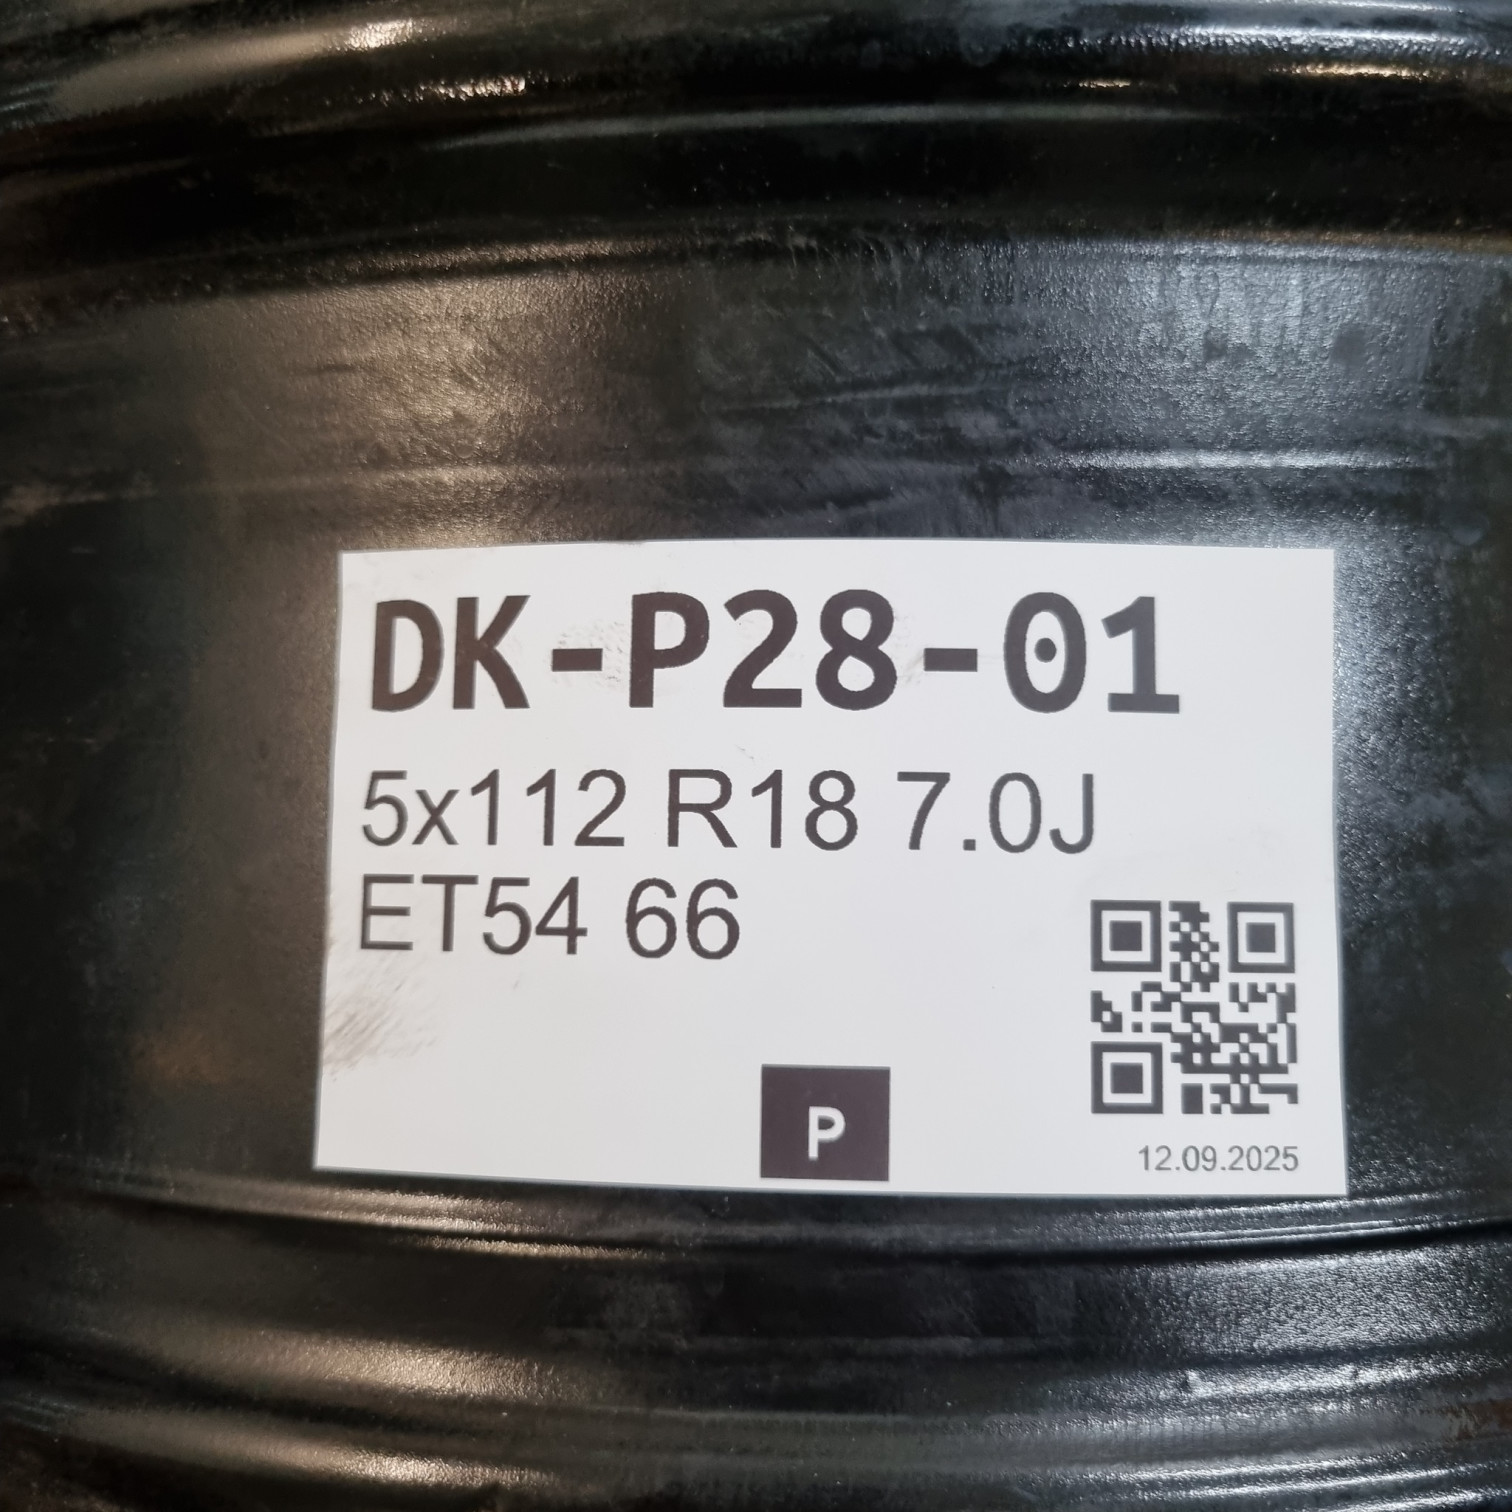 DK-P28-01
5x112 R18 7.0J
ET54 66
P
12.09.2025